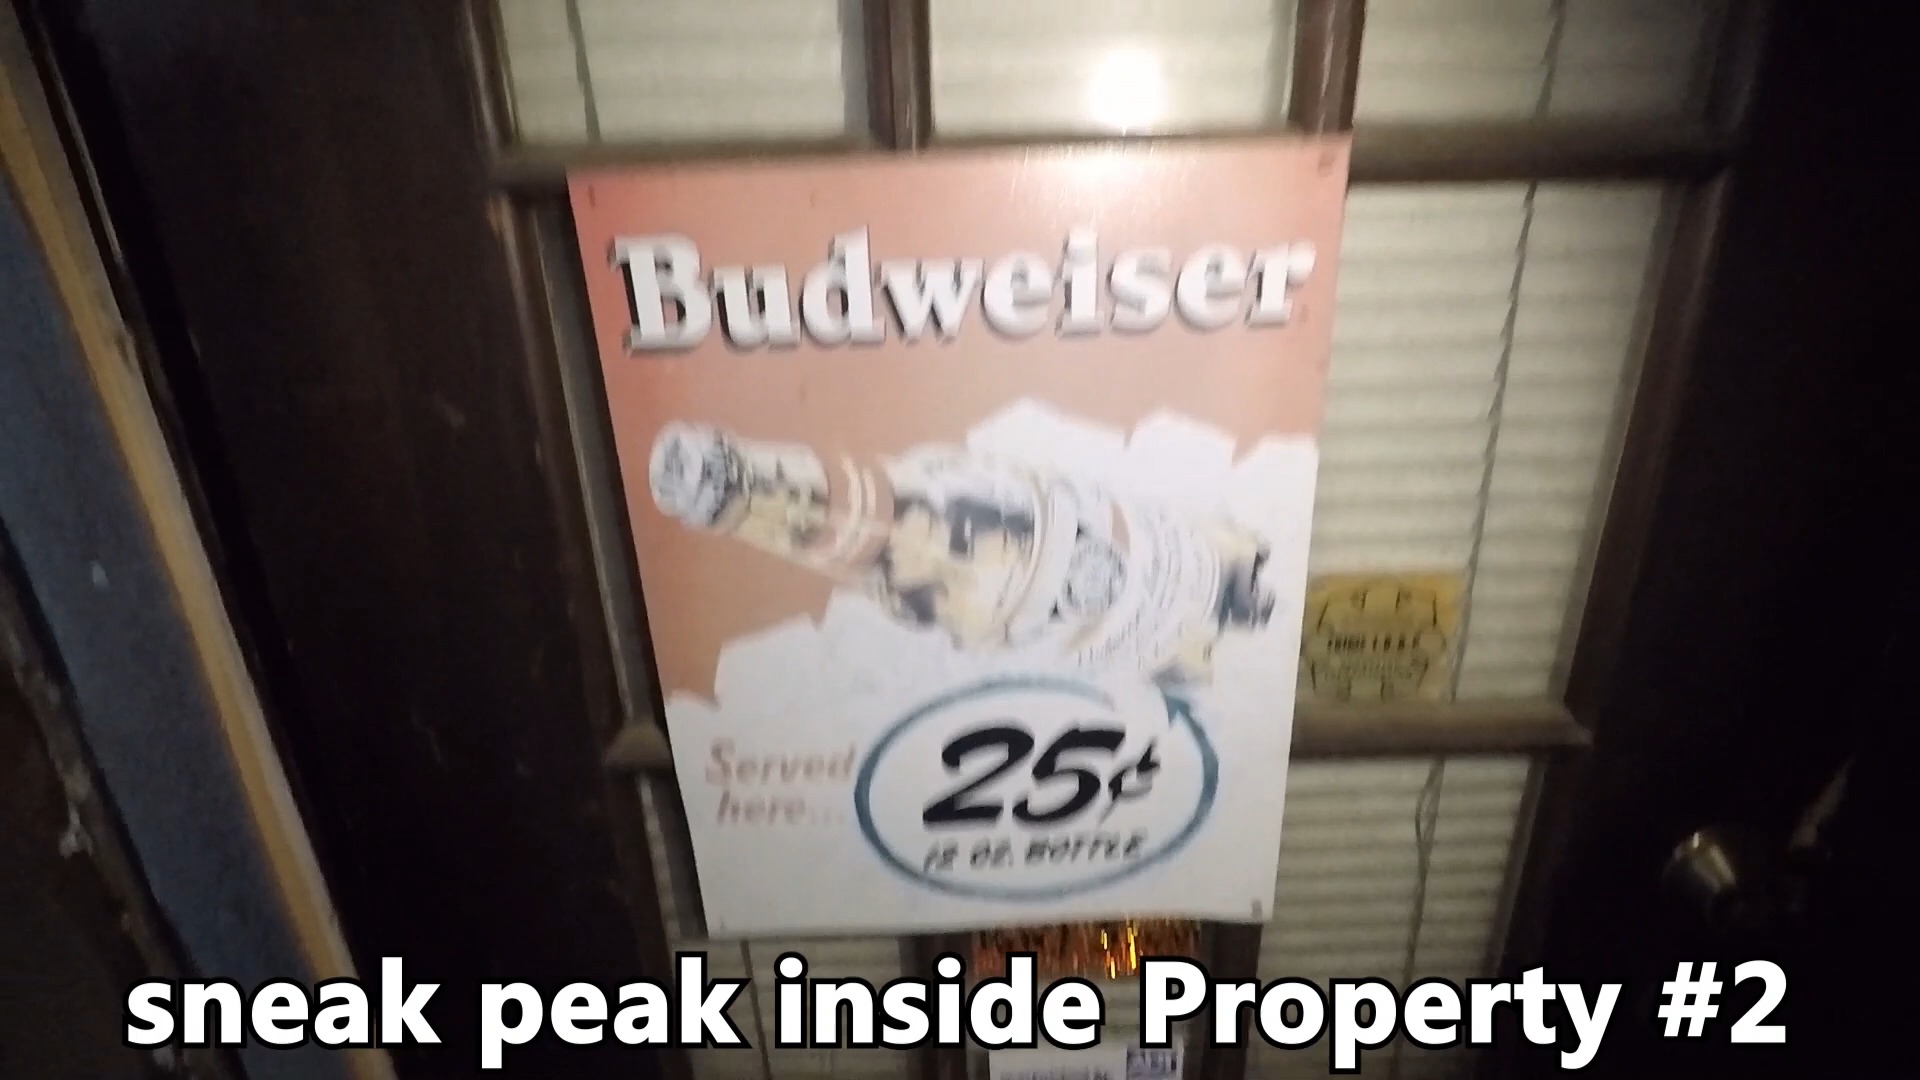 Budweiser
Served
here...
25¢
12 OZ. BOTTLE
sneak peak inside Property #2